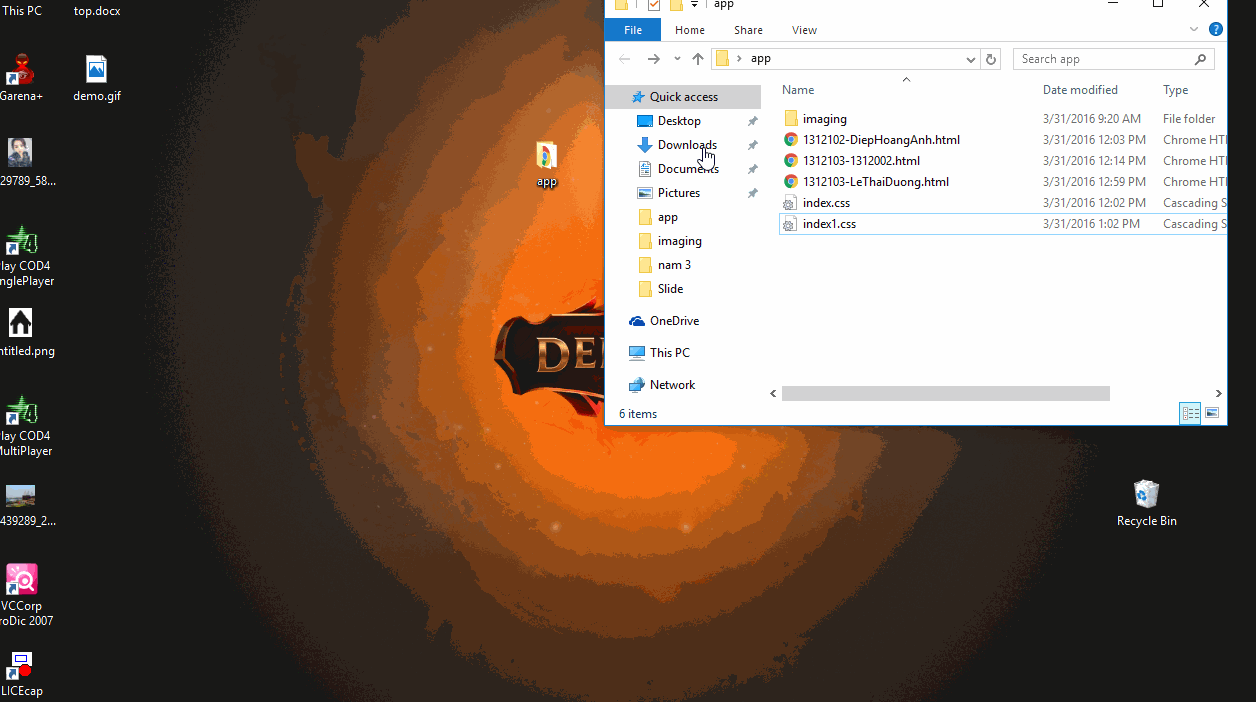 This PC
top.docx
Garena+
demo.gif
29789_58...
lay COD4
nglePlayer
ntitled.png
lay COD4
MultiPlayer
439289_2...
VCCorp
roDic 2007
LICEcap
app
DE
Recycle Bin
app
File Home Share View
app
Search app
Quick access
Desktop
Downloads
Documents
Pictures
app
imaging
nam 3
Slide
OneDrive
This PC
Network
Name Date modified Type
imaging 3/31/2016 9:20 AM File folder
1312102-DiepHoangAnh.html 3/31/2016 12:03 PM Chrome HT
1312103-1312002.html 3/31/2016 12:14 PM Chrome HT
1312103-LeThaiDuong.html 3/31/2016 12:59 PM Chrome HT
index.css 3/31/2016 12:02 PM Cascading S
index1.css 3/31/2016 1:02 PM Cascading S
6 items